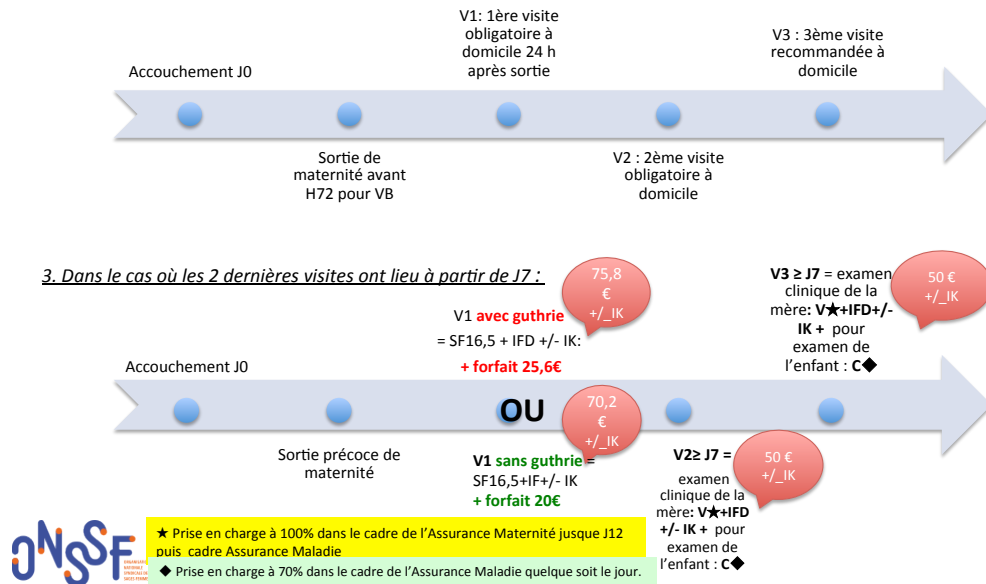 V1: 1ère visite
obligatoire à
domicile 24 h
après sortie
V3 : 3ème visite
recommandée à
domicile
Accouchement J0
Sortie de
maternité avant
H72 pour VB
V2 : 2ème visite
obligatoire à
domicile
3. Dans le cas où les 2 dernières visites ont lieu à partir de J7 :
75,8
€
+/_IK
V1 avec guthrie
= SF16,5 + IFD +/- IK:
+ forfait 25,6€
V3 ≥ J7 = examen
clinique de la
mère: V★+IFD+/-
IK + pour
examen de
l'enfant : C◆
50 €
+/_IK
Accouchement J0
OU
70,2
€
+/_IK
Sortie précoce de
maternité
V1 sans guthrie =
SF16,5+IF+/- IK
+ forfait 20€
V2≥ J7 =
examen
clinique de la
mère: V★+IFD
+/- IK + pour
examen de
l'enfant : C◆
50 €
+/_IK
★ Prise en charge à 100% dans le cadre de l'Assurance Maternité jusque J12
puis cadre Assurance Maladie
◆ Prise en charge à 70% dans le cadre de l'Assurance Maladie quelque soit le jour.
ONSSF